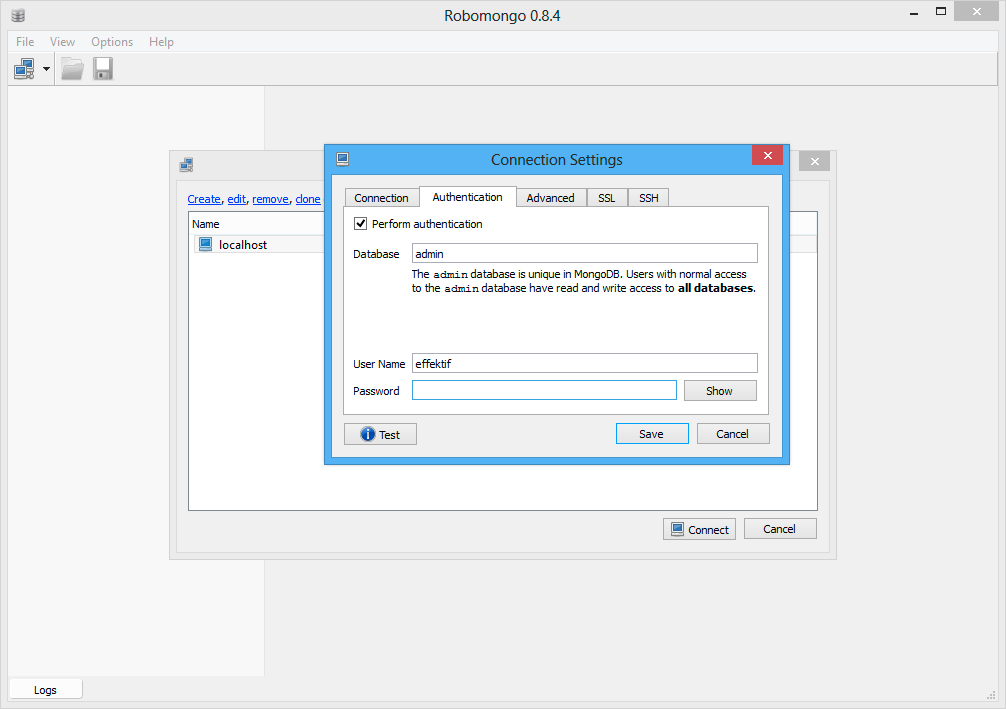 Robomongo 0.8.4
File View Options Help
Connection Settings
Create, edit, remove, clone
Name
localhost
Connection Authentication Advanced SSL SSH
Perform authentication
Database admin
The admin database is unique in MongoDB. Users with normal access
to the admin database have read and write access to all databases.
User Name effektif
Password Show
Test Save Cancel
Connect Cancel
Logs